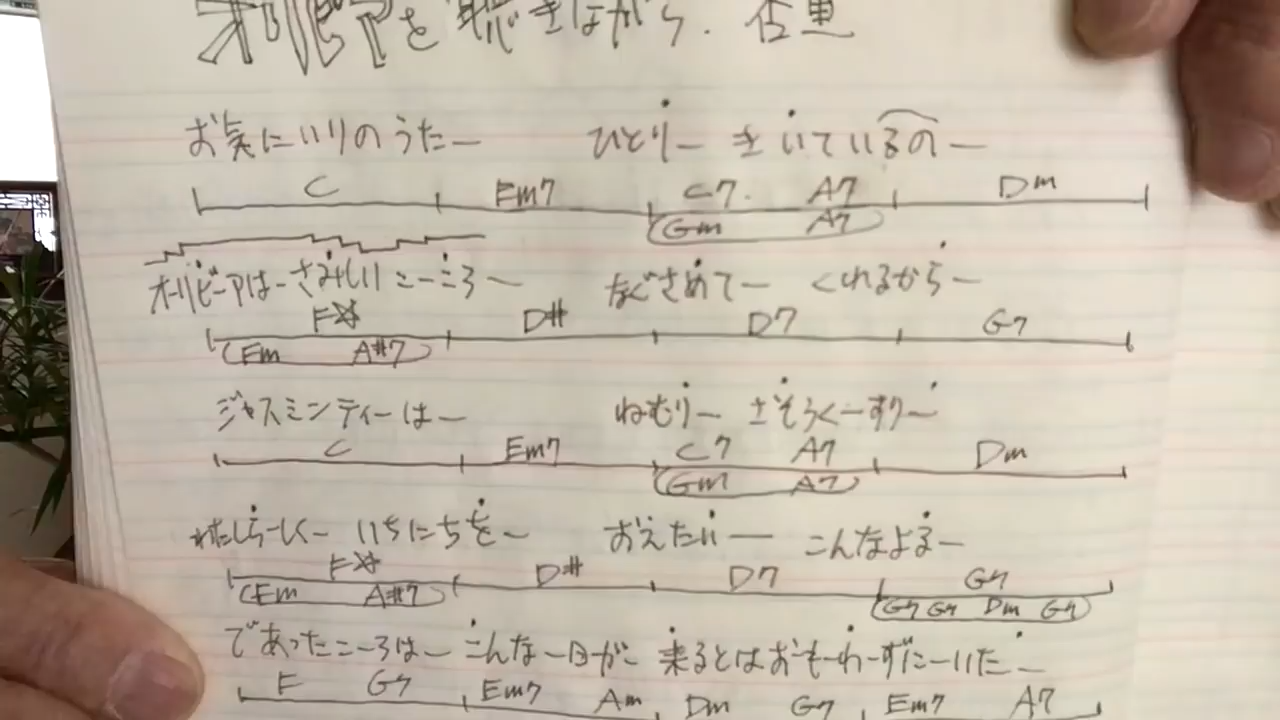 オリビアを聴きながら. 杏里
お気にいりのうたー ひとりー きいているのー
C Em7 C7. A7 Dm
(Gm A7)
オーリビーアはーさみしいこーころー なぐさめてー くれるからー
F D# D7 G7
(Em A#7)
ジャスミンティーはー ねむりー さそうくーすりー
C Em7 C7 A7 Dm
(Gm A7)
わたしらーしくー いちにちをー おえたいー こんなよるー
F D# D7 G7
(Em A#7) (G7 G7 Dm G7)
であったこーろはー こんなー日がー 来るとはおーもーわーずにーいたー
F G7 Em7 Am Dm G7 Em7 A7